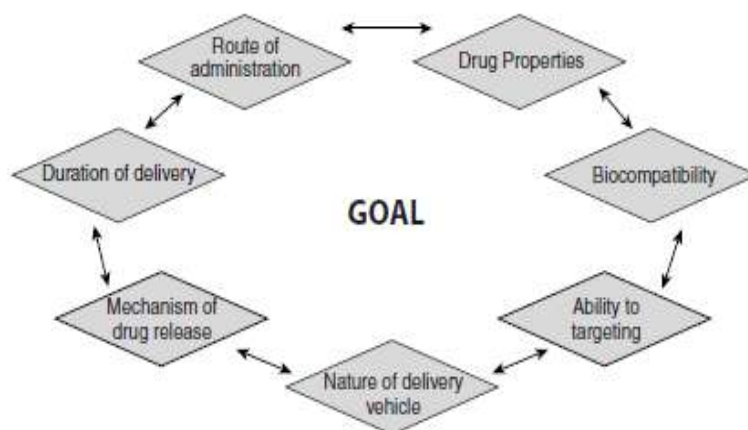 Route of
administration
Drug Properties
Duration of delivery
Biocompatibility
GOAL
Mechanism of
drug release
Ability to
targeting
Nature of delivery
vehicle